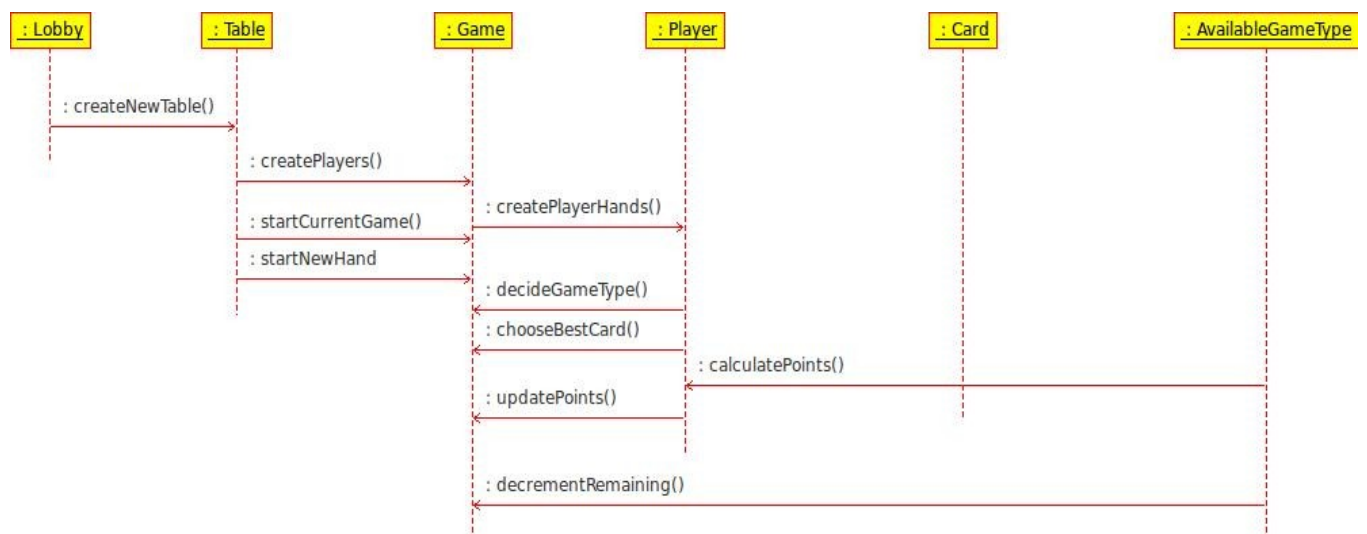 : Lobby
: Table
: Game
: Player
: Card
: AvailableGameType
: createNewTable()
: createPlayers()
: createPlayerHands()
: startCurrentGame()
: startNewHand
: decideGameType()
: chooseBestCard()
: calculatePoints()
: updatePoints()
: decrementRemaining()